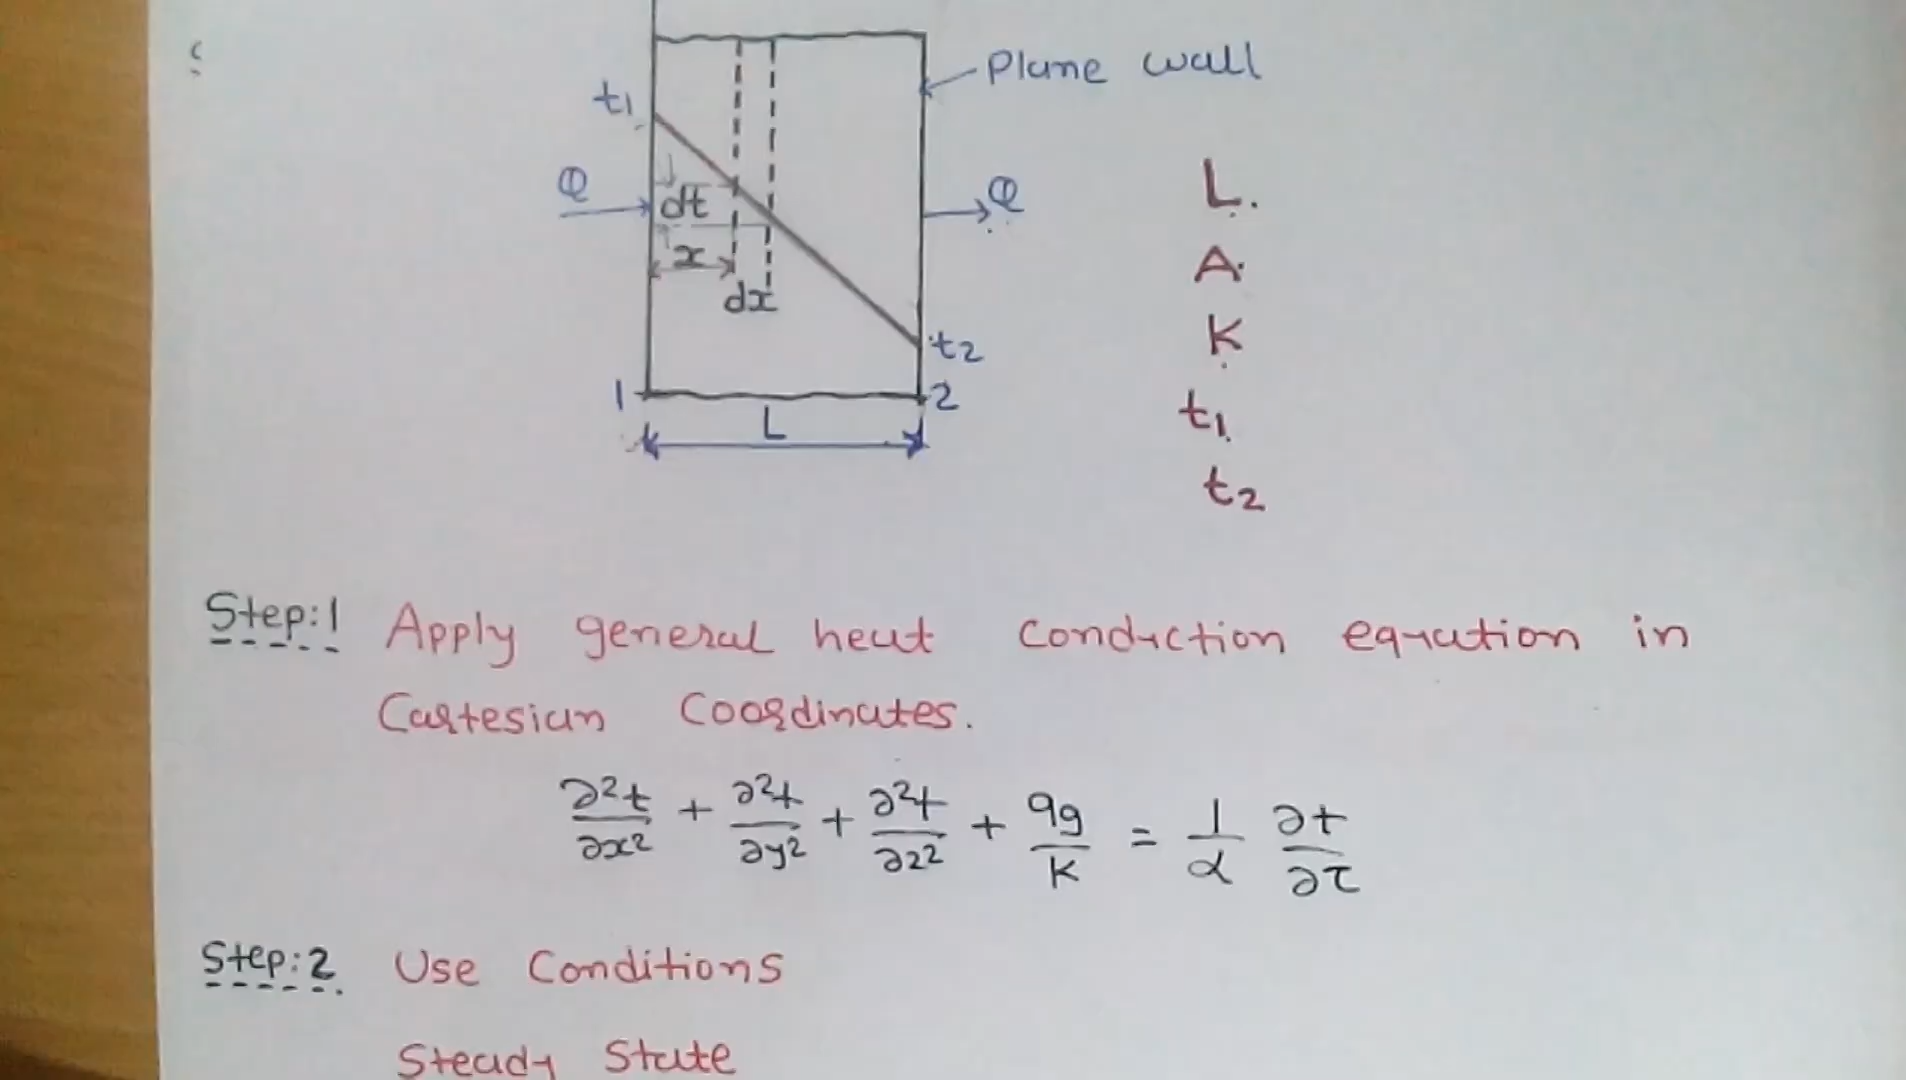 Plane wall
t1
Q
dt
Q
x
dx
t2
1
2
L
L.
A.
K
t1
t2
Step:1 Apply general heat conduction equation in
Cartesian Coordinates.
∂²t/∂x² + ∂²t/∂y² + ∂²t/∂z² + qg/k = 1/α ∂t/∂τ
Step:2 Use Conditions
Steady State